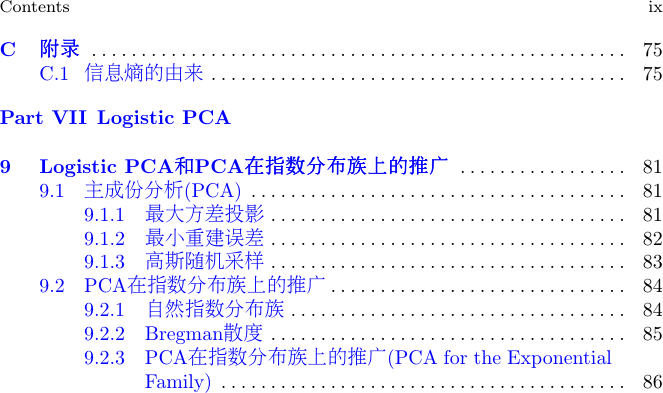 Contents ix
C 附录 75
C.1 信息熵的由来 75
Part VII Logistic PCA
9 Logistic PCA和PCA在指数分布族上的推广 81
9.1 主成份分析(PCA) 81
9.1.1 最大方差投影 81
9.1.2 最小重建误差 82
9.1.3 高斯随机采样 83
9.2 PCA在指数分布族上的推广 84
9.2.1 自然指数分布族 84
9.2.2 Bregman散度 85
9.2.3 PCA在指数分布族上的推广(PCA for the Exponential
Family) 86